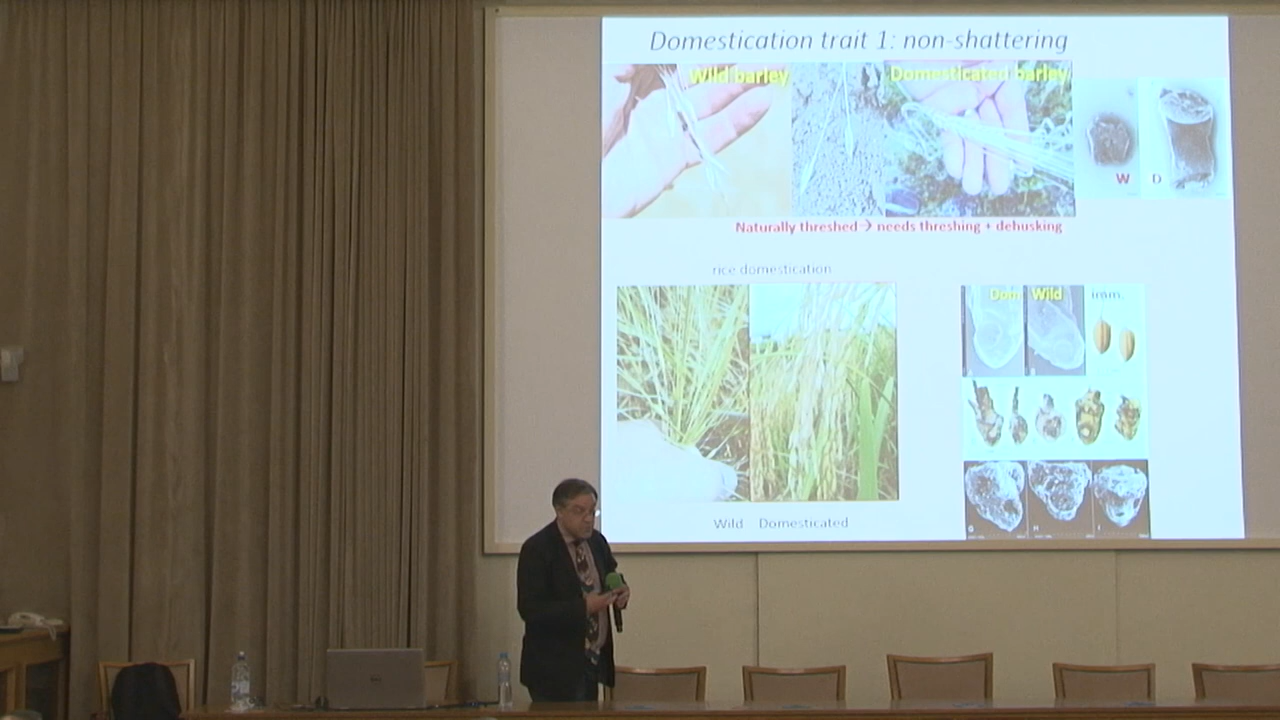 Domestication trait 1: non-shattering
Wild barley
Domesticated barley
W
D
Naturally threshed→ needs threshing + dehusking
rice domestication
Dom.
Wild
imm.
Wild
Domesticated